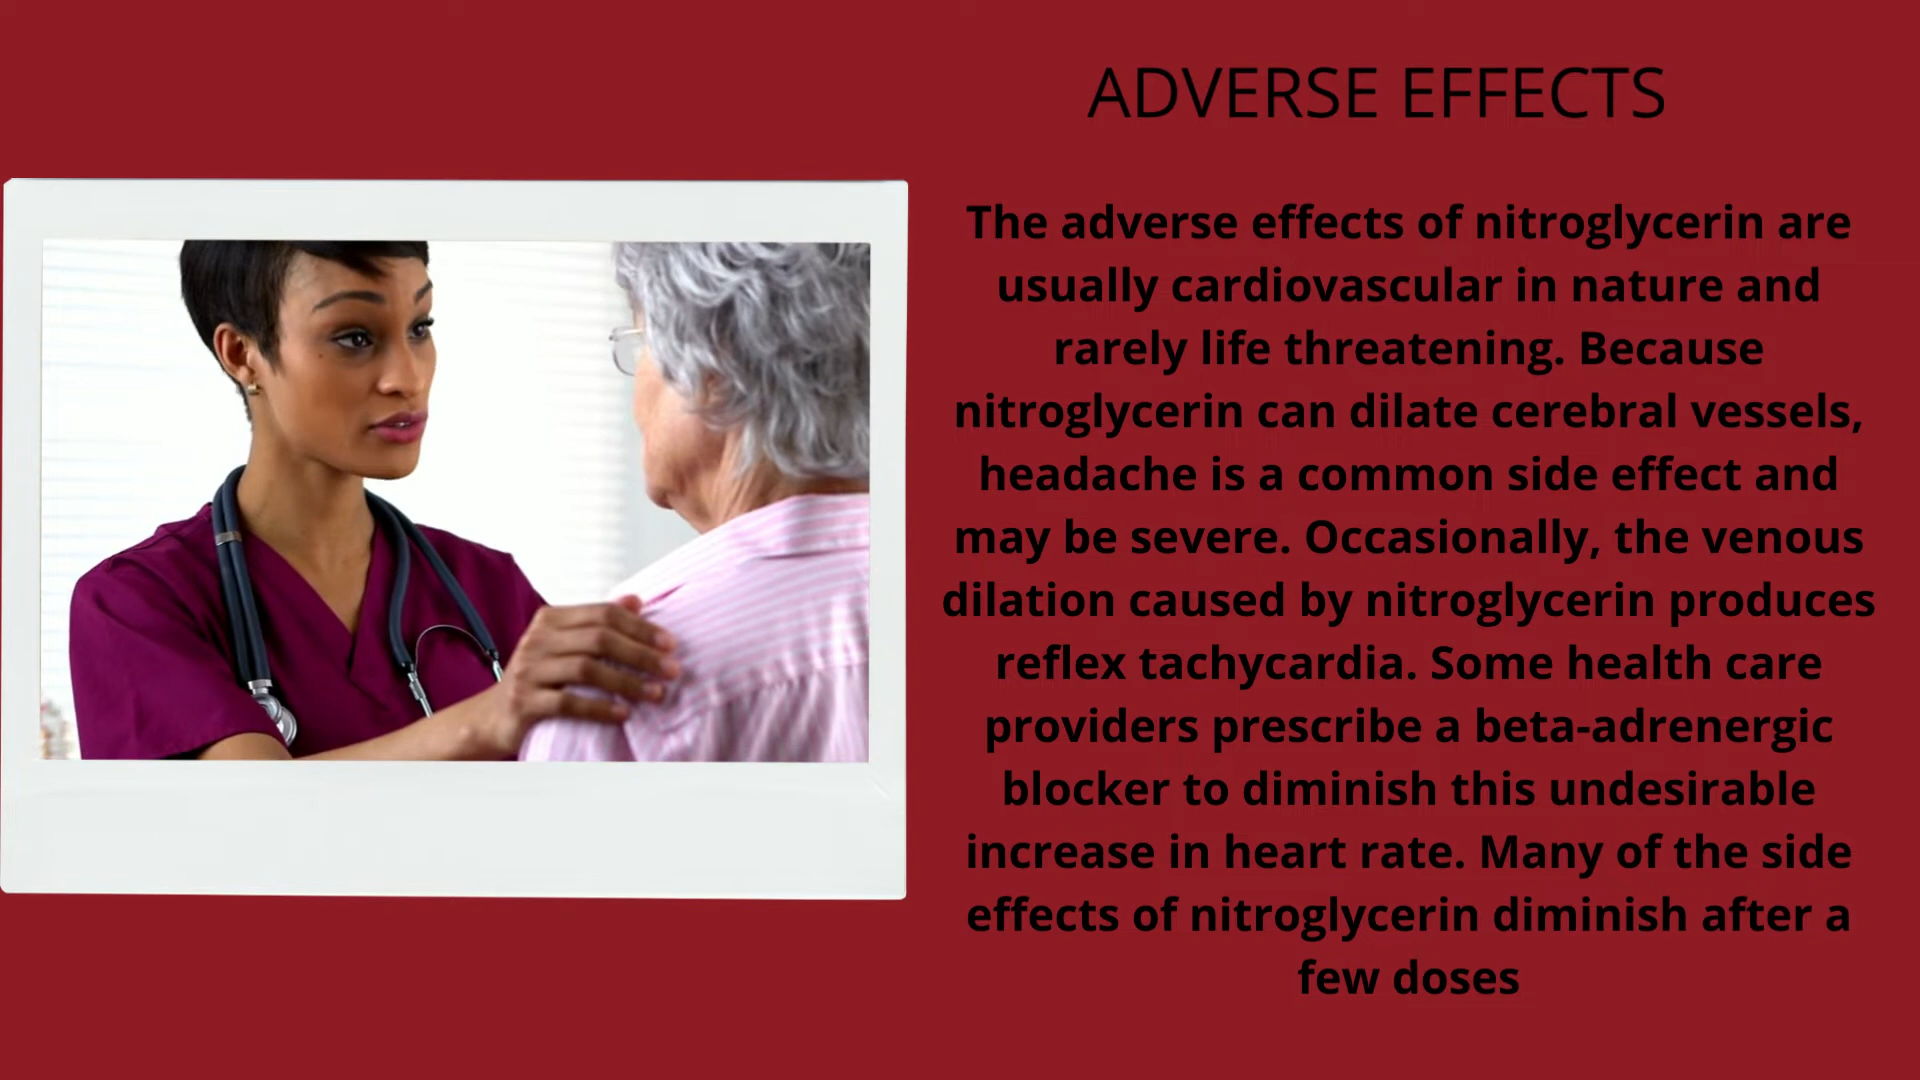 ADVERSE EFFECTS
The adverse effects of nitroglycerin are
usually cardiovascular in nature and
rarely life threatening. Because
nitroglycerin can dilate cerebral vessels,
headache is a common side effect and
may be severe. Occasionally, the venous
dilation caused by nitroglycerin produces
reflex tachycardia. Some health care
providers prescribe a beta-adrenergic
blocker to diminish this undesirable
increase in heart rate. Many of the side
effects of nitroglycerin diminish after a
few doses